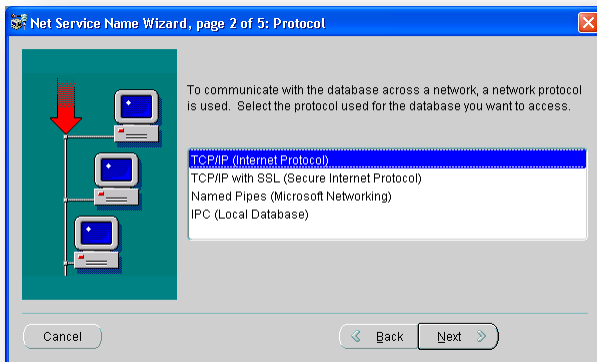 Net Service Name Wizard, page 2 of 5: Protocol
To communicate with the database across a network, a network protocol
is used. Select the protocol used for the database you want to access.
TCP/IP (Internet Protocol)
TCP/IP with SSL (Secure Internet Protocol)
Named Pipes (Microsoft Networking)
IPC (Local Database)
Cancel
Back
Next